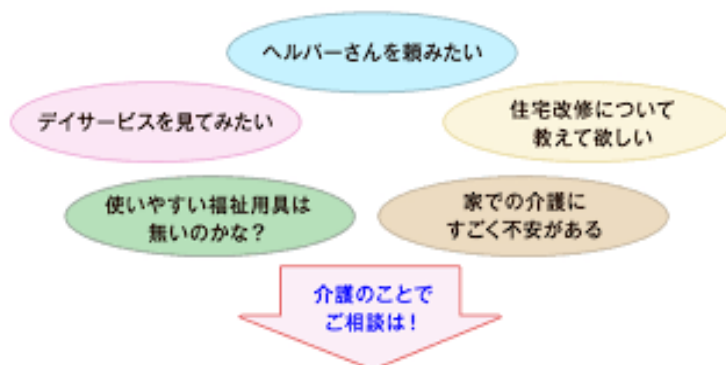 ヘルパーさんを頼みたい
デイサービスを見てみたい
住宅改修について
教えて欲しい
使いやすい福祉用具は
無いのかな？
家での介護に
すごく不安がある
介護のことで
ご相談は！